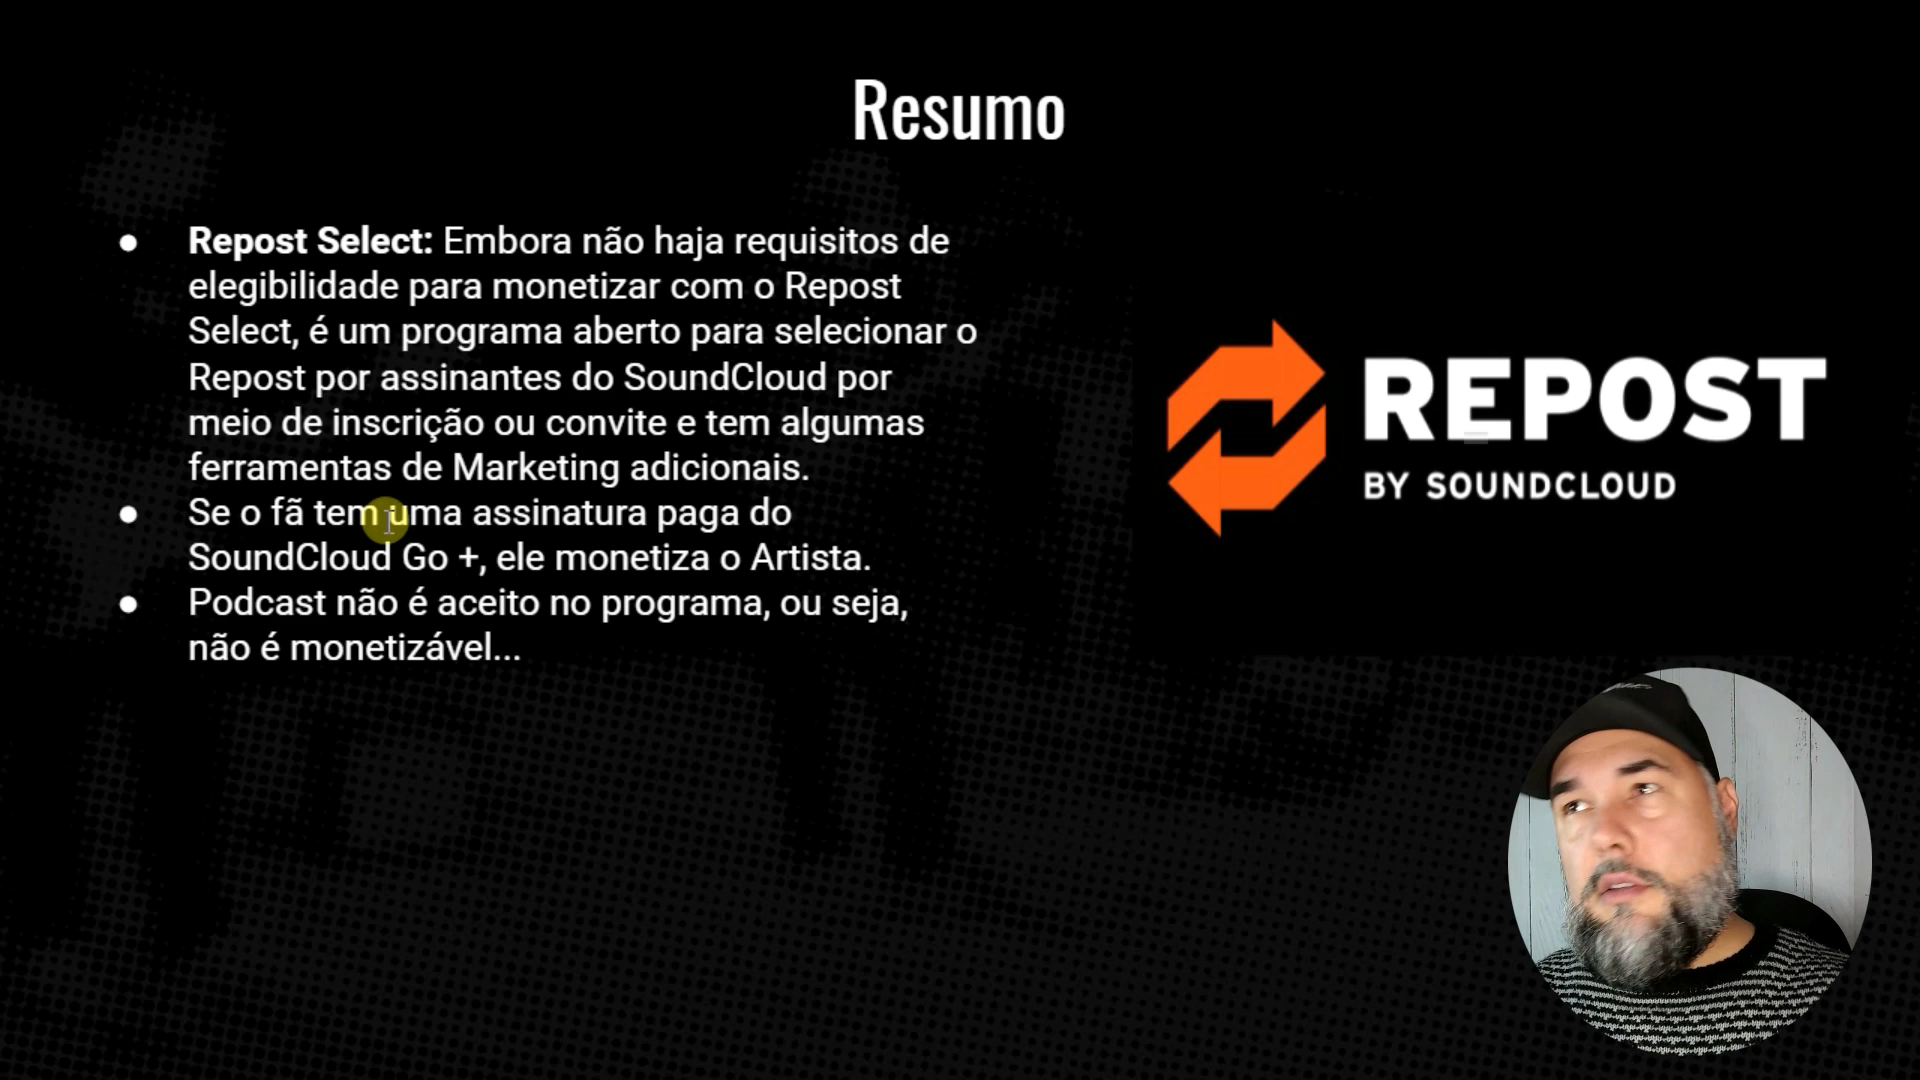 Resumo
● Repost Select: Embora não haja requisitos de
elegibilidade para monetizar com o Repost
Select, é um programa aberto para selecionar o
Repost por assinantes do SoundCloud por
meio de inscrição ou convite e tem algumas
ferramentas de Marketing adicionais.
● Se o fã tem uma assinatura paga do
SoundCloud Go +, ele monetiza o Artista.
● Podcast não é aceito no programa, ou seja,
não é monetizável...
REPOST
BY SOUNDCLOUD